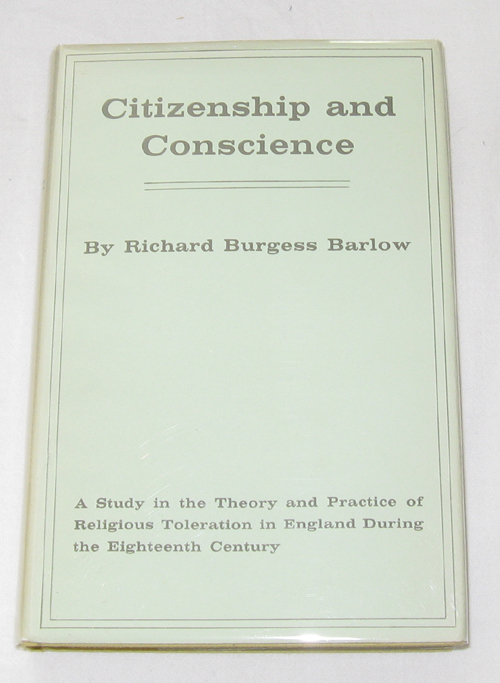 Citizenship and
Conscience
By Richard Burgess Barlow
A Study in the Theory and Practice of
Religious Toleration in England During
the Eighteenth Century